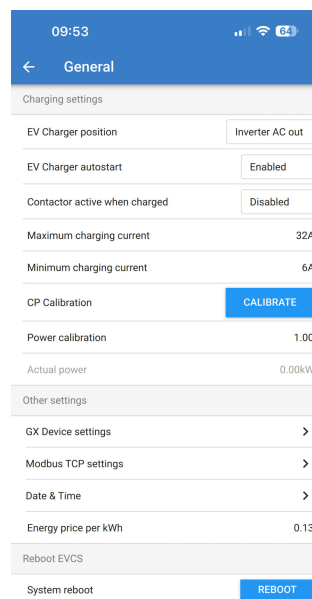 09:53
64
General
Charging settings
EV Charger position Inverter AC out
EV Charger autostart Enabled
Contactor active when charged Disabled
Maximum charging current 32A
Minimum charging current 6A
CP Calibration CALIBRATE
Power calibration 1.00
Actual power 0.00kW
Other settings
GX Device settings
Modbus TCP settings
Date & Time
Energy price per kWh 0.13
Reboot EVCS
System reboot REBOOT